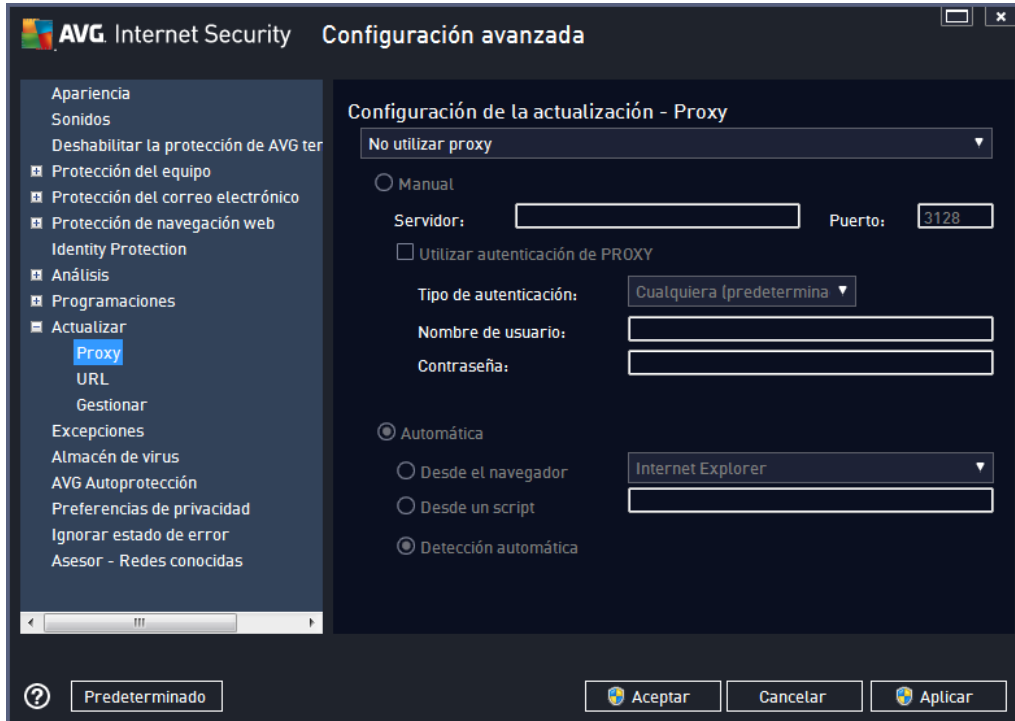 AVG. Internet Security Configuración avanzada
Apariencia
Sonidos
Deshabilitar la protección de AVG ter
Protección del equipo
Protección del correo electrónico
Protección de navegación web
Identity Protection
Análisis
Programaciones
Actualizar
Proxy
URL
Gestionar
Excepciones
Almacén de virus
AVG Autoprotección
Preferencias de privacidad
Ignorar estado de error
Asesor - Redes conocidas
Configuración de la actualización - Proxy
No utilizar proxy
Manual
Servidor: Puerto: 3128
Utilizar autenticación de PROXY
Tipo de autenticación: Cualquiera (predetermina
Nombre de usuario:
Contraseña:
Automática
Desde el navegador Internet Explorer
Desde un script
Detección automática
? Predeterminado Aceptar Cancelar Aplicar